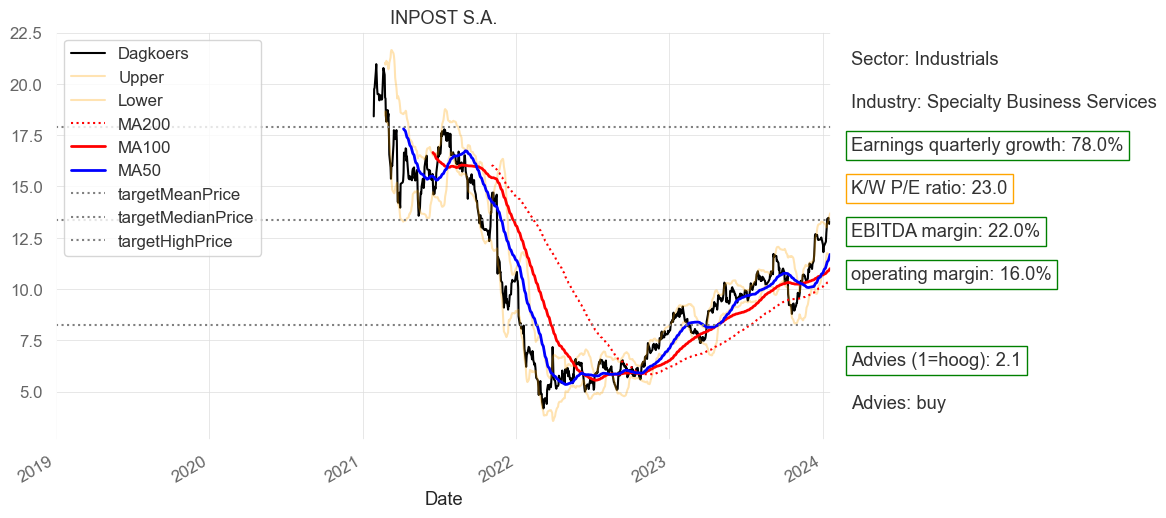 INPOST S.A.
22.5
20.0
17.5
15.0
12.5
10.0
7.5
5.0
Dagkoers
Upper
Lower
MA200
MA100
MA50
targetMeanPrice
targetMedianPrice
targetHighPrice
2019
2020
2021
2022
2023
2024
Date
Sector: Industrials
Industry: Specialty Business Services
Earnings quarterly growth: 78.0%
K/W P/E ratio: 23.0
EBITDA margin: 22.0%
operating margin: 16.0%
Advies (1=hoog): 2.1
Advies: buy